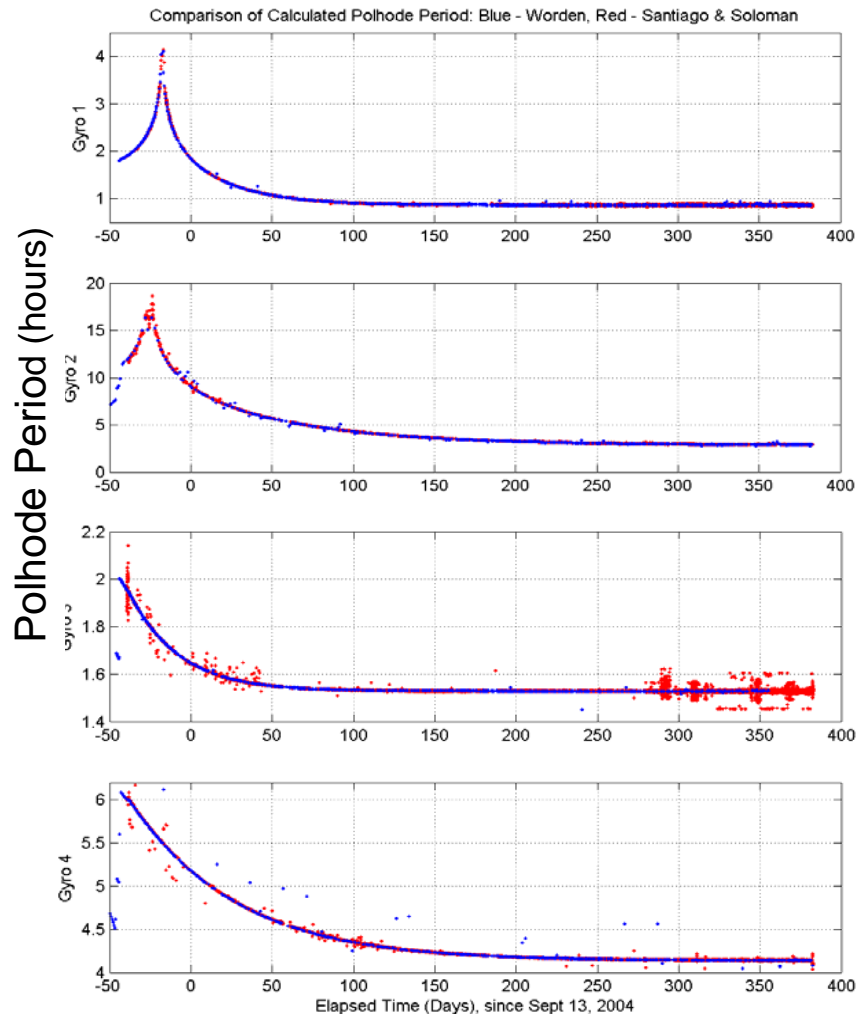 Comparison of Calculated Polhode Period: Blue - Worden, Red - Santiago & Soloman
Polhode Period (hours)
Gyro 1
4
3
2
1
-50 0 50 100 150 200 250 300 350 400
Gyro 2
20
15
10
5
0
-50 0 50 100 150 200 250 300 350 400
Gyro 3
2.2
2
1.8
1.6
1.4
-50 0 50 100 150 200 250 300 350 400
Gyro 4
6
5.5
5
4.5
4
-50 0 50 100 150 200 250 300 350 400
Elapsed Time (Days), since Sept 13, 2004